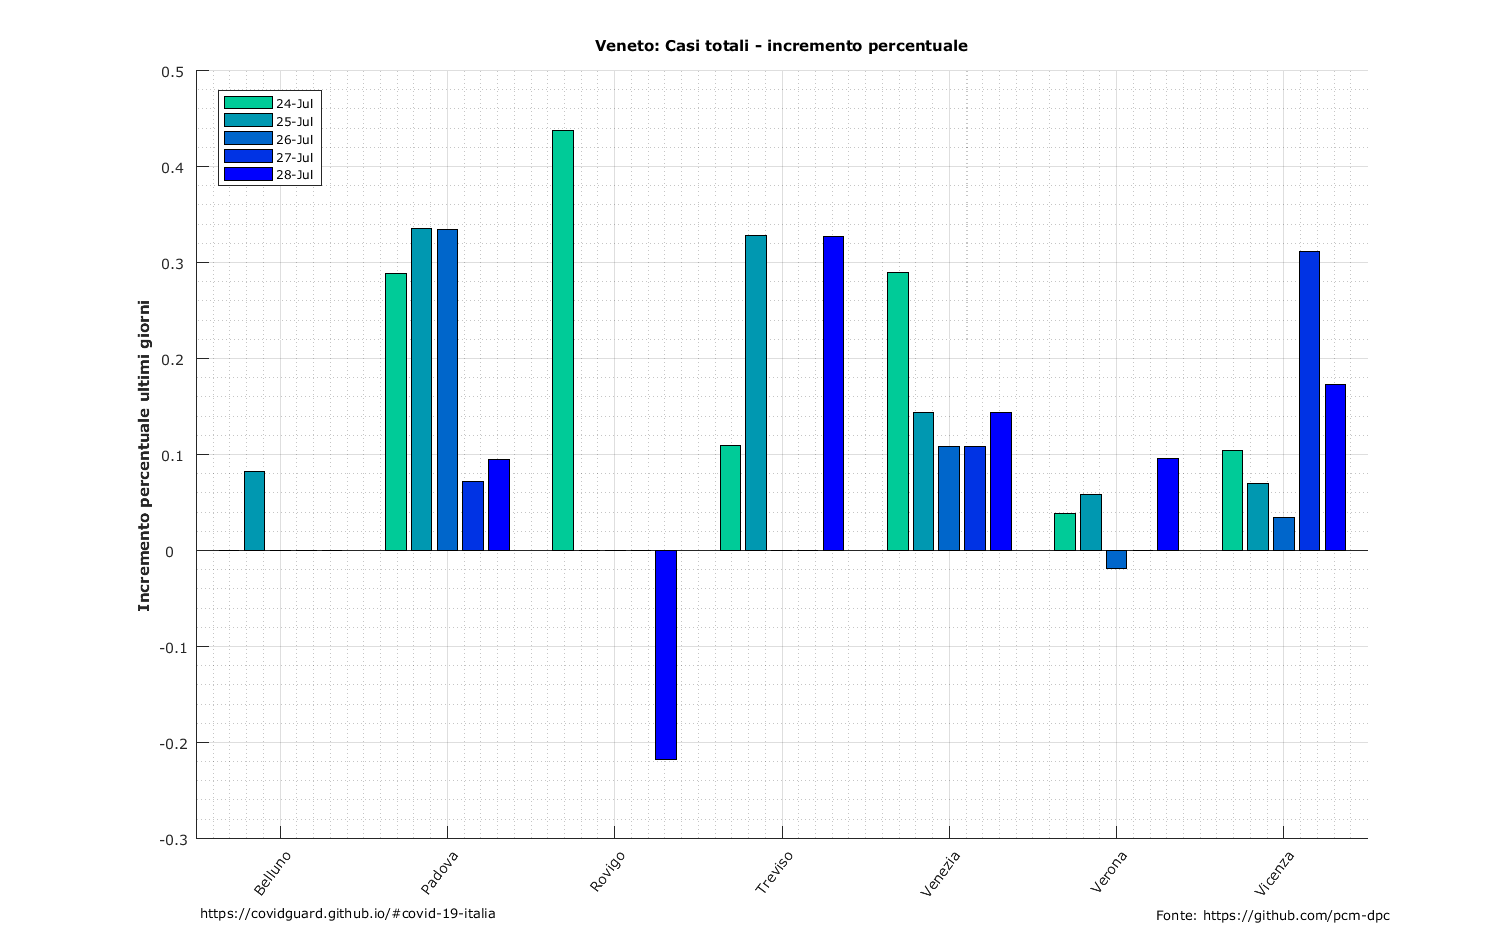 Veneto: Casi totali - incremento percentuale
0.5
0.4
0.3
0.2
0.1
0
-0.1
-0.2
-0.3
24-Jul
25-Jul
26-Jul
27-Jul
28-Jul
Incremento percentuale ultimi giorni
Belluno
Padova
Rovigo
Treviso
Venezia
Verona
Vicenza
https://covidguard.github.io/#covid-19-italia
Fonte: https://github.com/pcm-dpc